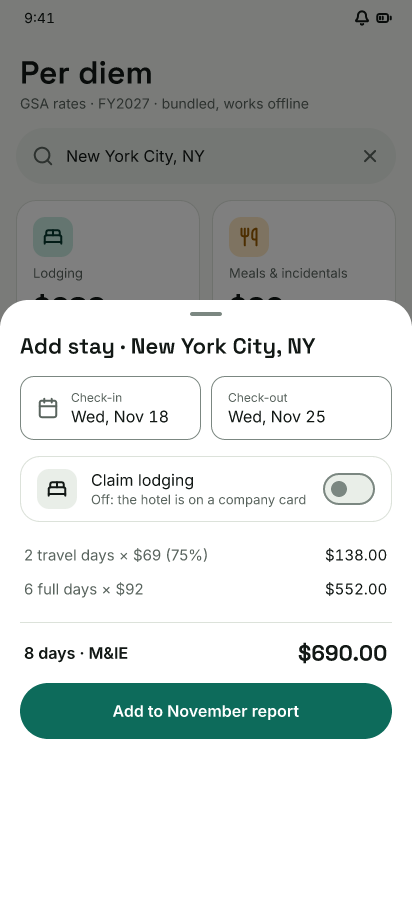 9:41
Per diem
GSA rates · FY2027 · bundled, works offline
New York City, NY
Lodging
Meals & incidentals
Add stay · New York City, NY
Check-in
Wed, Nov 18
Check-out
Wed, Nov 25
Claim lodging
Off: the hotel is on a company card
2 travel days × $69 (75%)
$138.00
6 full days × $92
$552.00
8 days · M&IE
$690.00
Add to November report